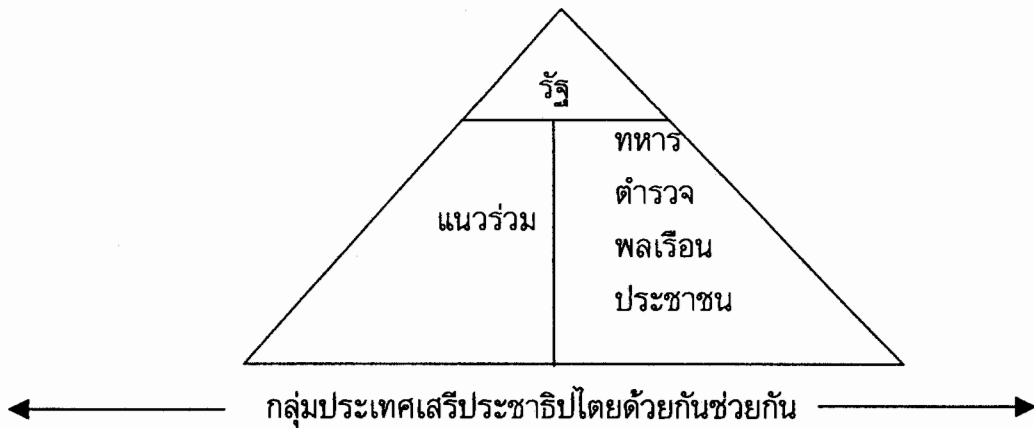 รัฐ
แนวร่วม
ทหาร
ตำรวจ
พลเรือน
ประชาชน
กลุ่มประเทศเสรีประชาธิปไตยด้วยกันช่วยกัน